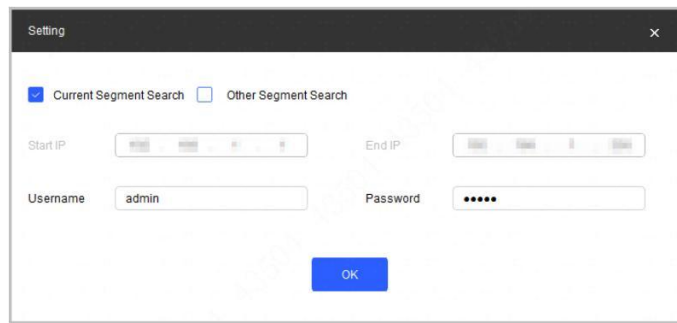 Setting
Current Segment Search Other Segment Search
Start IP End IP
Username admin Password •••••
OK